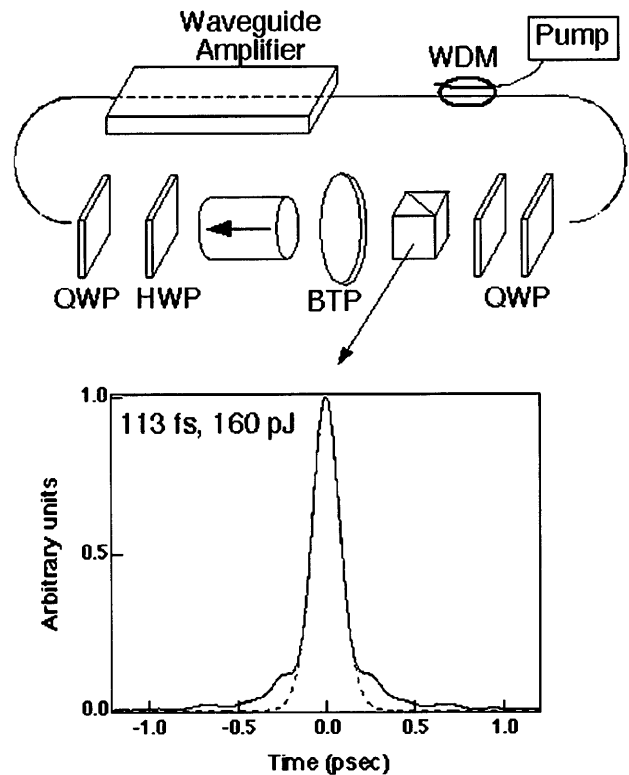 Waveguide
Amplifier
WDM
Pump
QWP
HWP
BTP
QWP
113 fs, 160 pJ
1.0
0.5
0.0
Arbitrary units
-1.0
-0.5
0.0
0.5
1.0
Time (psec)